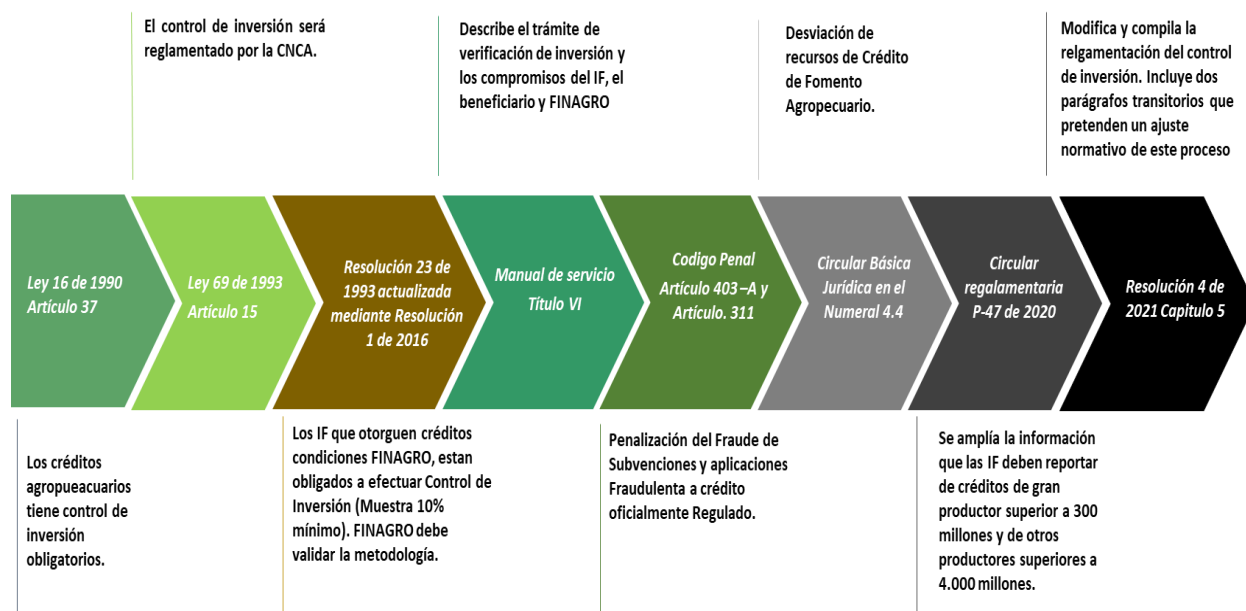 El control de inversión será
reglamentado por la CNCA.
Describe el trámite de
verificación de inversión y
los compromisos del IF, el
beneficiario y FINAGRO
Desviación de
recursos de Crédito
de Fomento
Agropecuario.
Modifica y compila la
relgamentación del control
de inversión. Incluye dos
parágrafos transitorios que
pretenden un ajuste
normativo de este proceso
Ley 16 de 1990
Artículo 37
Ley 69 de 1993
Artículo 15
Resolución 23 de
1993 actualizada
mediante Resolución
1 de 2016
Manual de servicio
Título VI
Codigo Penal
Artículo 403 –A y
Artículo. 311
Circular Básica
Jurídica en el
Numeral 4.4
Circular
regalamentaria
P-47 de 2020
Resolución 4 de
2021 Capitulo 5
Los créditos
agropueacuarios
tiene control de
inversión
obligatorios.
Los IF que otorguen créditos
condiciones FINAGRO, estan
obligados a efectuar Control de
Inversión (Muestra 10%
mínimo). FINAGRO debe
validar la metodología.
Penalización del Fraude de
Subvenciones y aplicaciones
Fraudulenta a crédito
oficialmente Regulado.
Se amplía la información
que las IF deben reportar
de créditos de gran
productor superior a 300
millones y de otros
productores superiores a
4.000 millones.